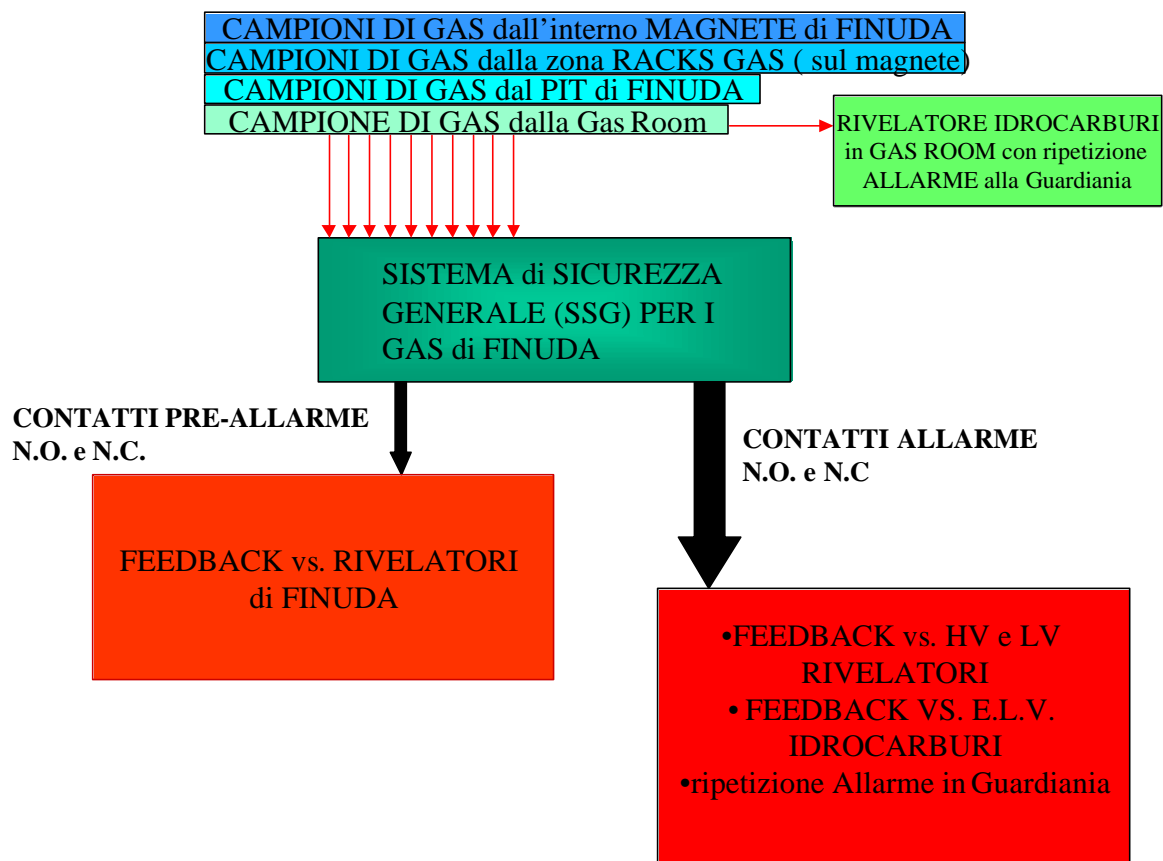 CAMPIONI DI GAS dall'interno MAGNETE di FINUDA
CAMPIONI DI GAS dalla zona RACKS GAS ( sul magnete)
CAMPIONI DI GAS dal PIT di FINUDA
CAMPIONE DI GAS dalla Gas Room
RIVELATORE IDROCARBURI
in GAS ROOM con ripetizione
ALLARME alla Guardiania
SISTEMA di SICUREZZA
GENERALE (SSG) PER I
GAS di FINUDA
CONTATTI PRE-ALLARME
N.O. e N.C.
CONTATTI ALLARME
N.O. e N.C
FEEDBACK vs. RIVELATORI
di FINUDA
•FEEDBACK vs. HV e LV
RIVELATORI
• FEEDBACK VS. E.L.V.
IDROCARBURI
•ripetizione Allarme in Guardiania